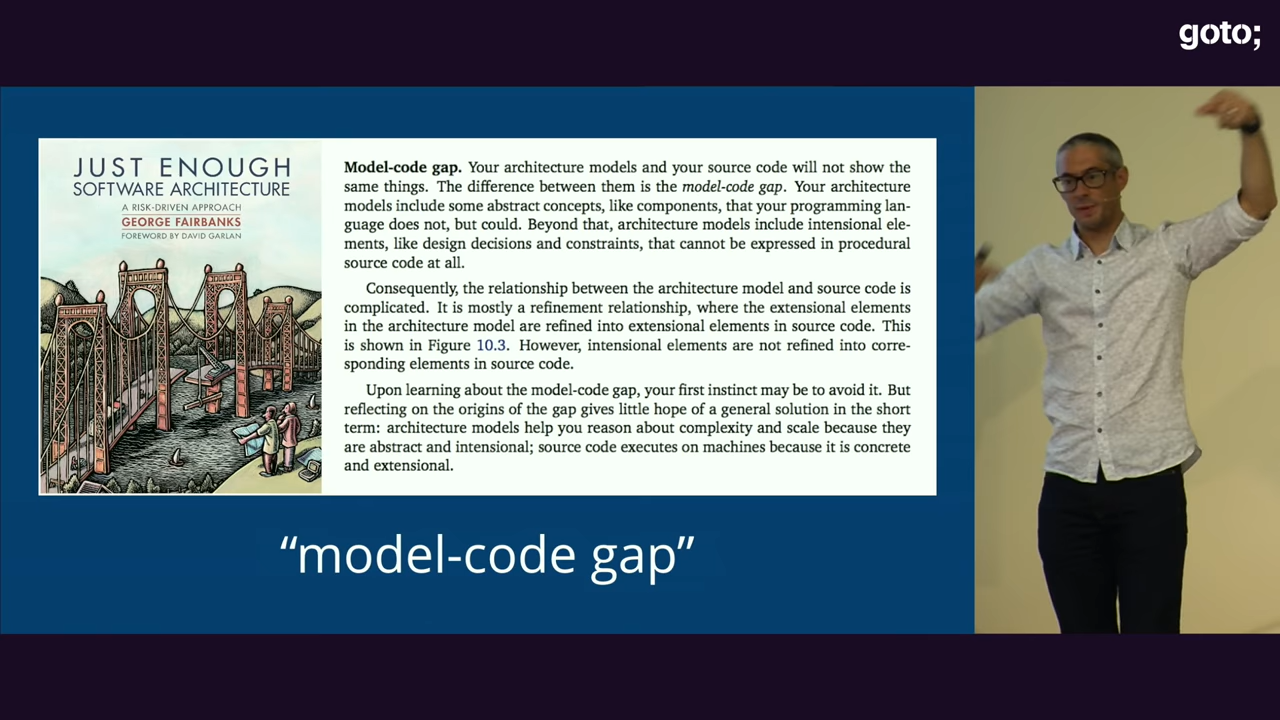 goto;
JUST ENOUGH
SOFTWARE ARCHITECTURE
A RISK-DRIVEN APPROACH
GEORGE FAIRBANKS
FOREWORD BY DAVID GARLAN
Model-code gap. Your architecture models and your source code will not show the
same things. The difference between them is the model-code gap. Your architecture
models include some abstract concepts, like components, that your programming lan-
guage does not, but could. Beyond that, architecture models include intensional ele-
ments, like design decisions and constraints, that cannot be expressed in procedural
source code at all.
Consequently, the relationship between the architecture model and source code is
complicated. It is mostly a refinement relationship, where the extensional elements
in the architecture model are refined into extensional elements in source code. This
is shown in Figure 10.3. However, intensional elements are not refined into corre-
sponding elements in source code.
Upon learning about the model-code gap, your first instinct may be to avoid it. But
reflecting on the origins of the gap gives little hope of a general solution in the short
term: architecture models help you reason about complexity and scale because they
are abstract and intensional; source code executes on machines because it is concrete
and extensional.
“model-code gap”